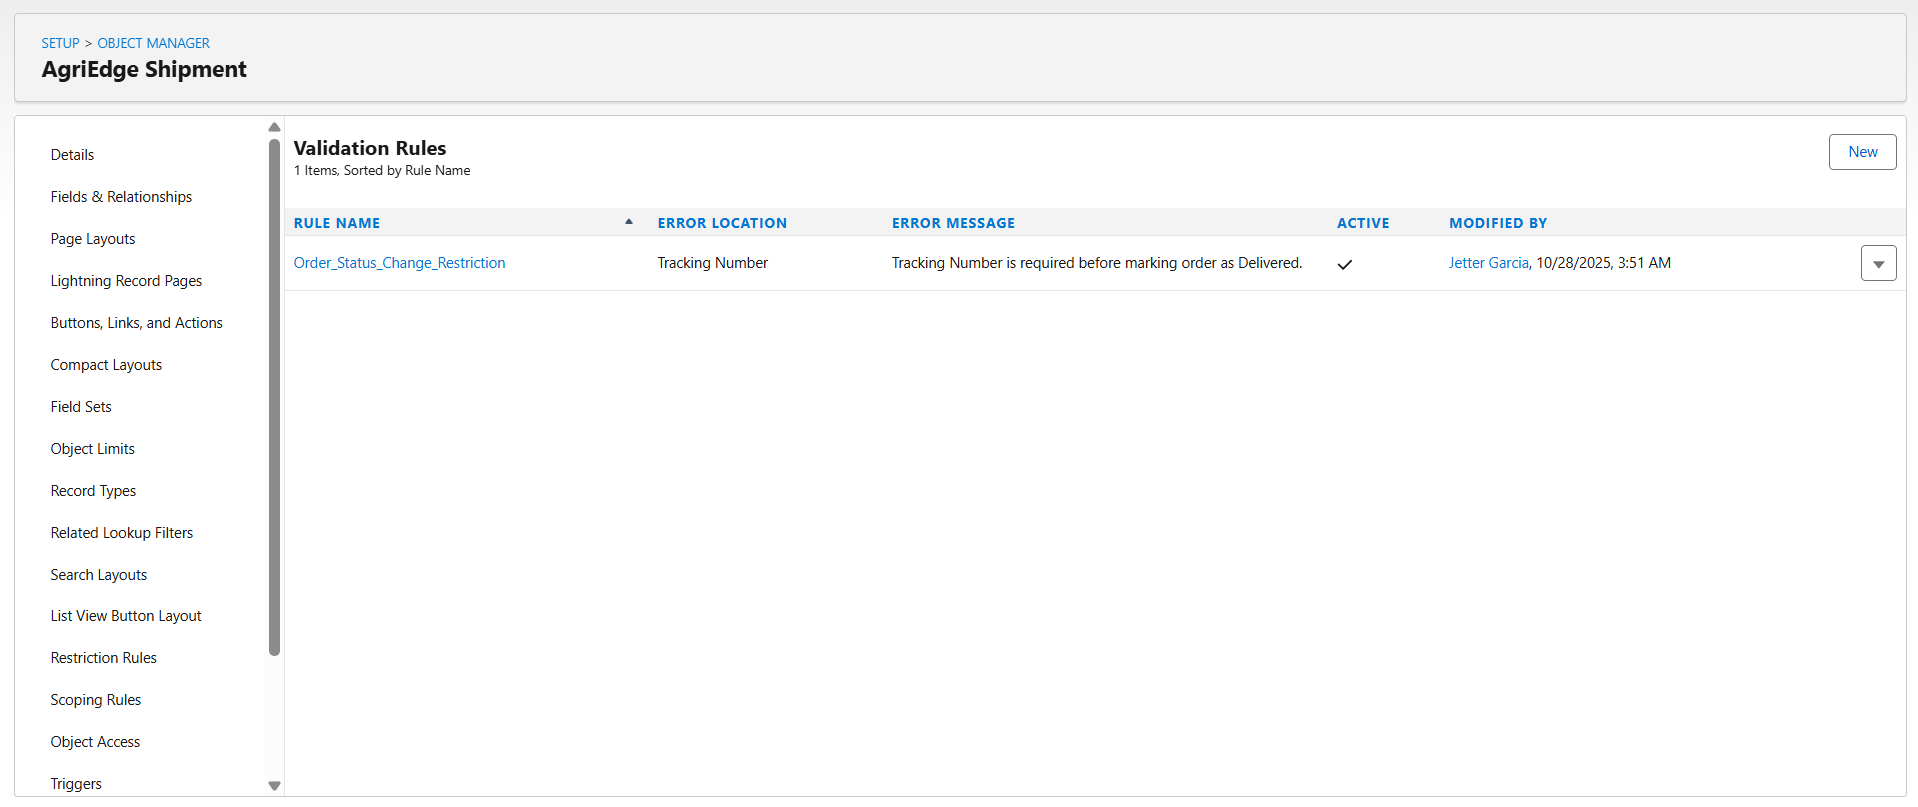 SETUP > OBJECT MANAGER
AgriEdge Shipment
Details
Fields & Relationships
Page Layouts
Lightning Record Pages
Buttons, Links, and Actions
Compact Layouts
Field Sets
Object Limits
Record Types
Related Lookup Filters
Search Layouts
List View Button Layout
Restriction Rules
Scoping Rules
Object Access
Triggers
Validation Rules
1 Items, Sorted by Rule Name
New
RULE NAME ERROR LOCATION ERROR MESSAGE ACTIVE MODIFIED BY
Order_Status_Change_Restriction Tracking Number Tracking Number is required before marking order as Delivered. Jetter Garcia, 10/28/2025, 3:51 AM